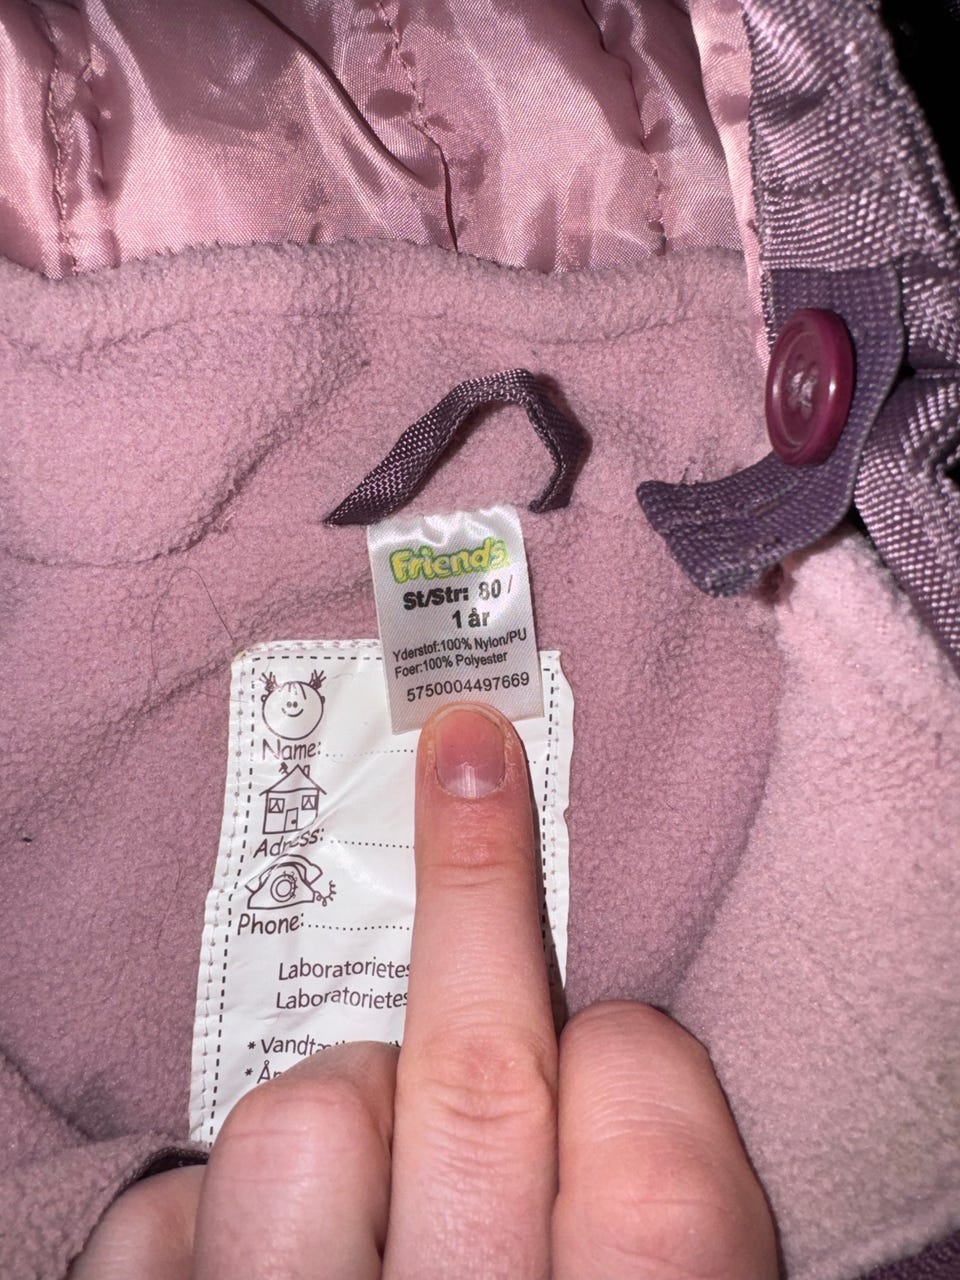 Friends
St/Str: 80 /
1 år
Yderstof:100% Nylon/PU
Foer:100% Polyester
5750004497669
Name:
Adress:
Phone:
Laboratorietes
Laboratorietes